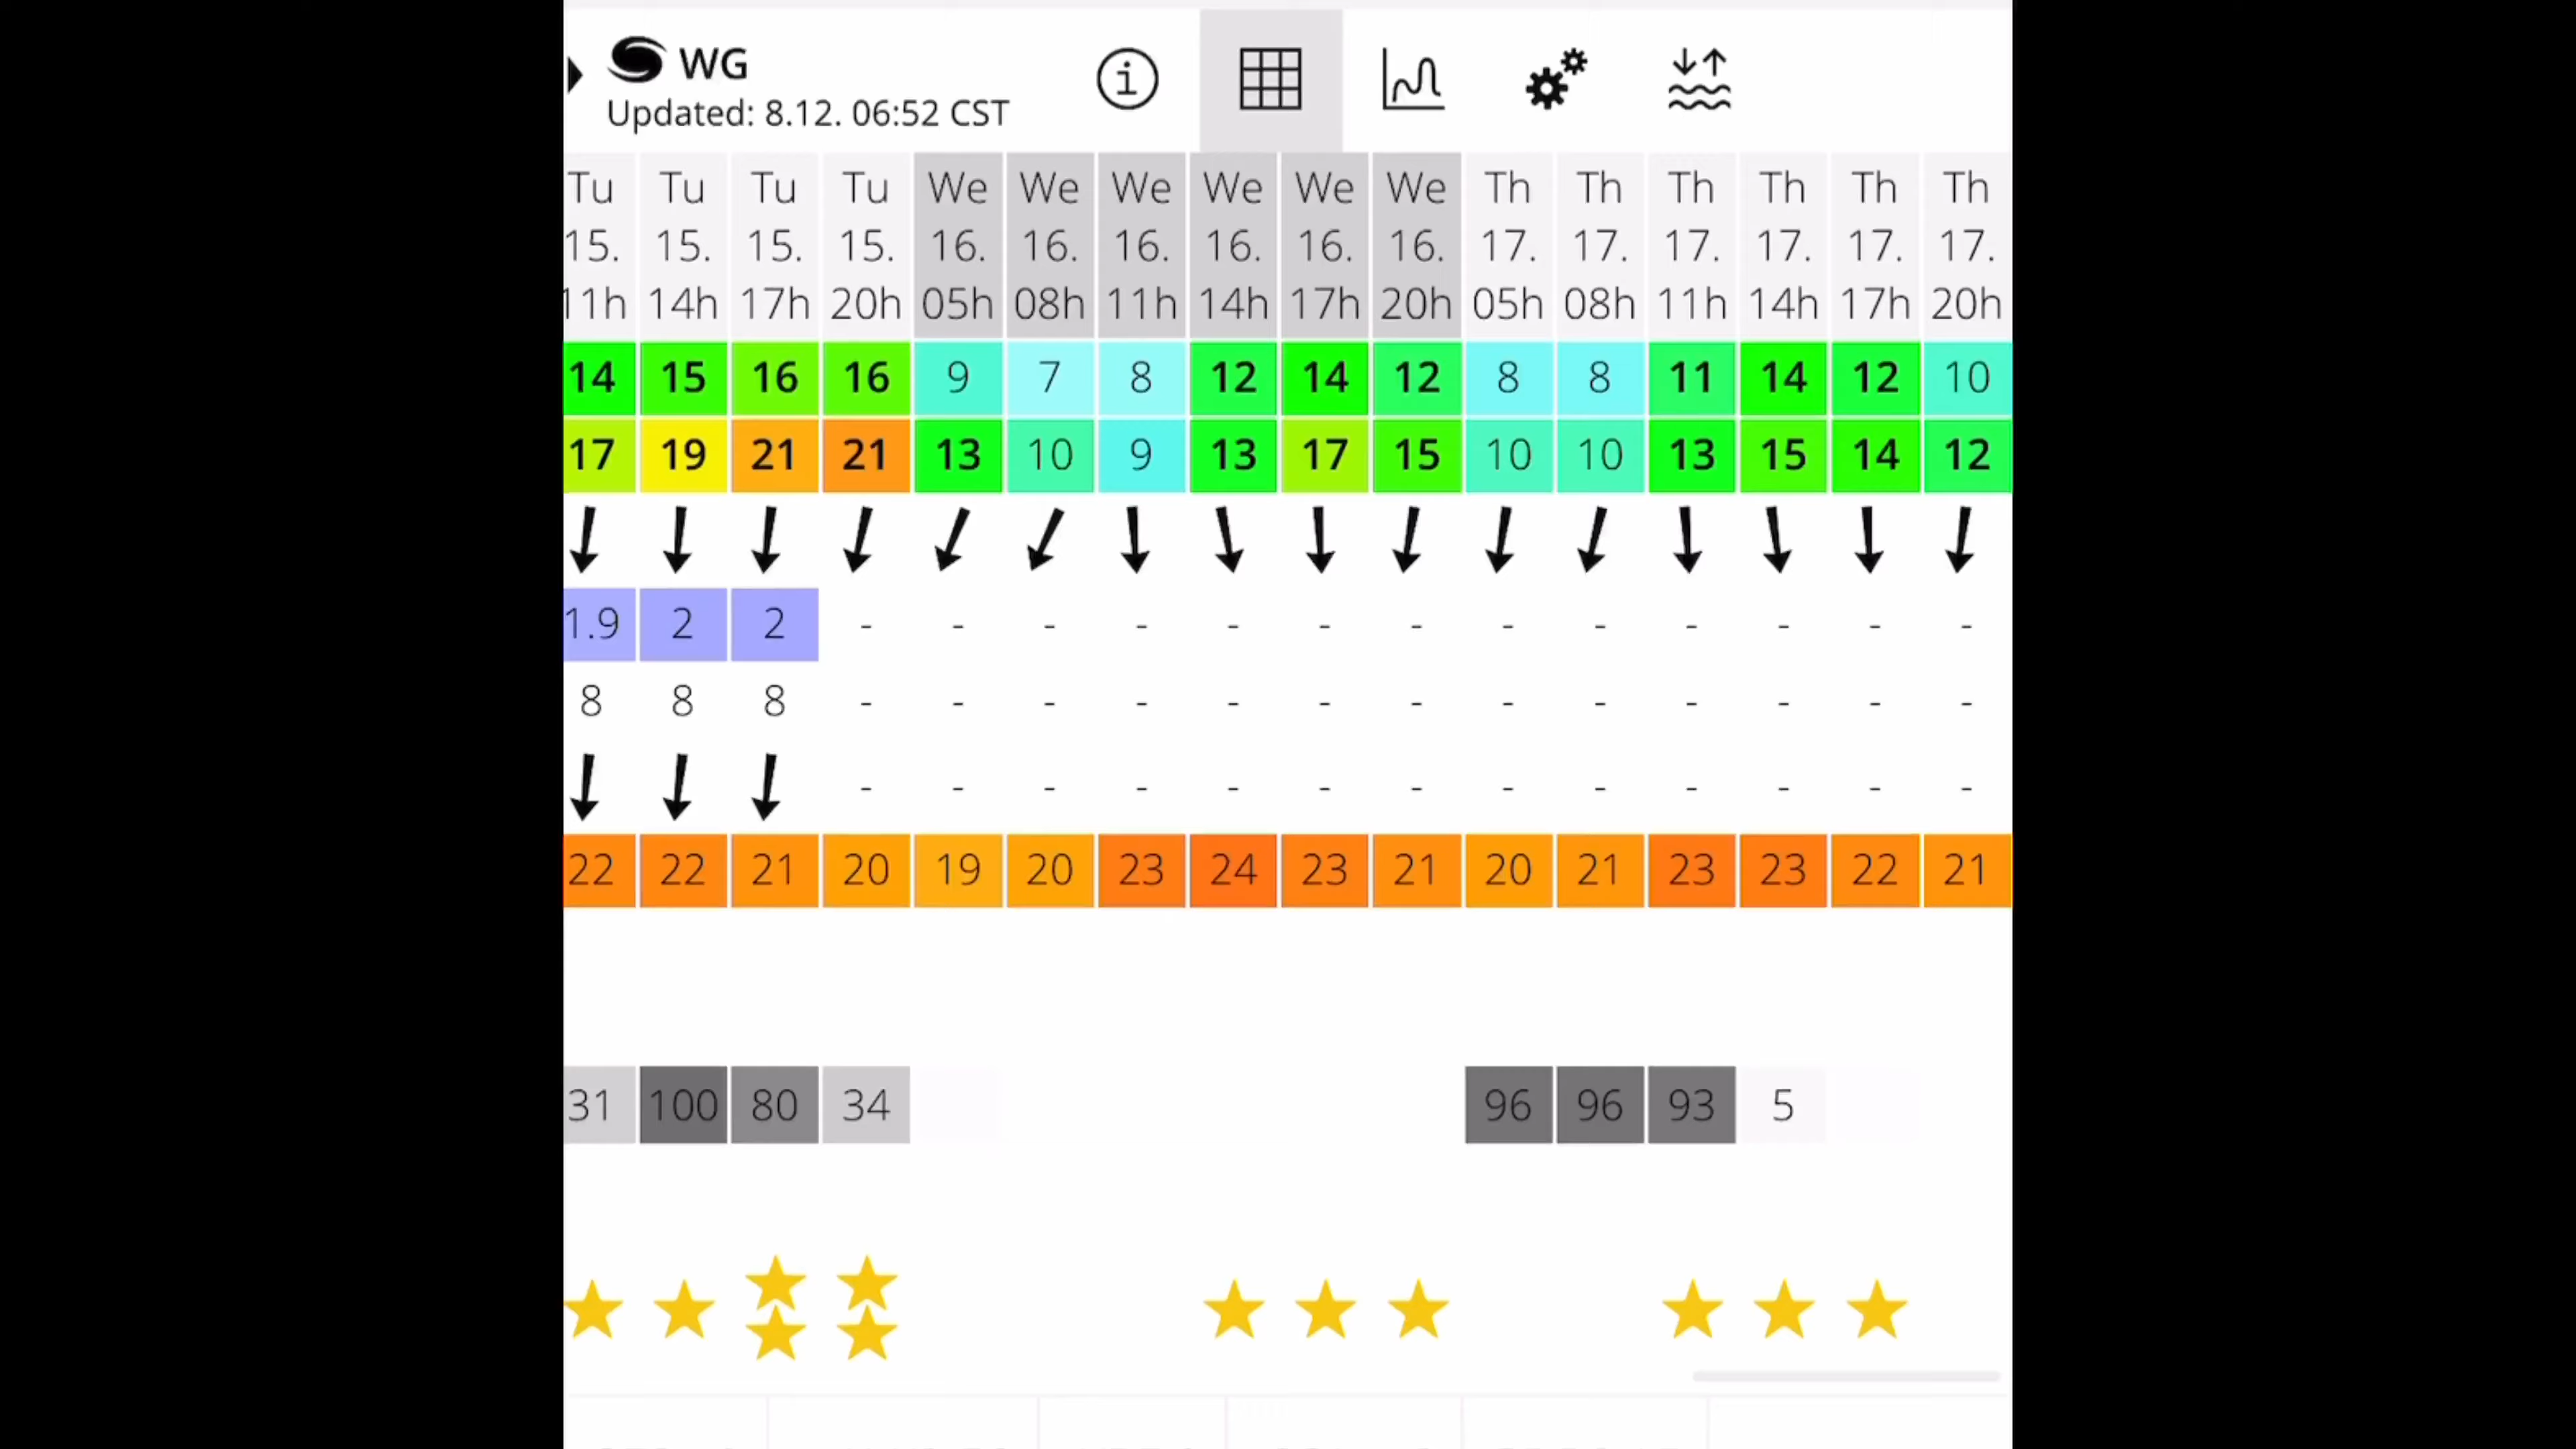 WG
Updated: 8.12. 06:52 CST
Tu Tu Tu Tu We We We We We We Th Th Th Th Th Th
15. 15. 15. 15. 16. 16. 16. 16. 16. 16. 17. 17. 17. 17. 17. 17.
11h 14h 17h 20h 05h 08h 11h 14h 17h 20h 05h 08h 11h 14h 17h 20h
14 15 16 16 9 7 8 12 14 12 8 8 11 14 12 10
17 19 21 21 13 10 9 13 17 15 10 10 13 15 14 12
1.9 2 2 - - - - - - - - - - - - -
8 8 8 - - - - - - - - - - - - -
- - - - - - - - - - - - -
22 22 21 20 19 20 23 24 23 21 20 21 23 23 22 21
31 100 80 34 96 96 93 5